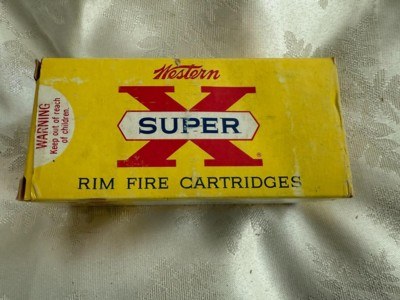 Western
X
SUPER
RIM FIRE CARTRIDGES
WARNING
• Keep out of reach
of children.